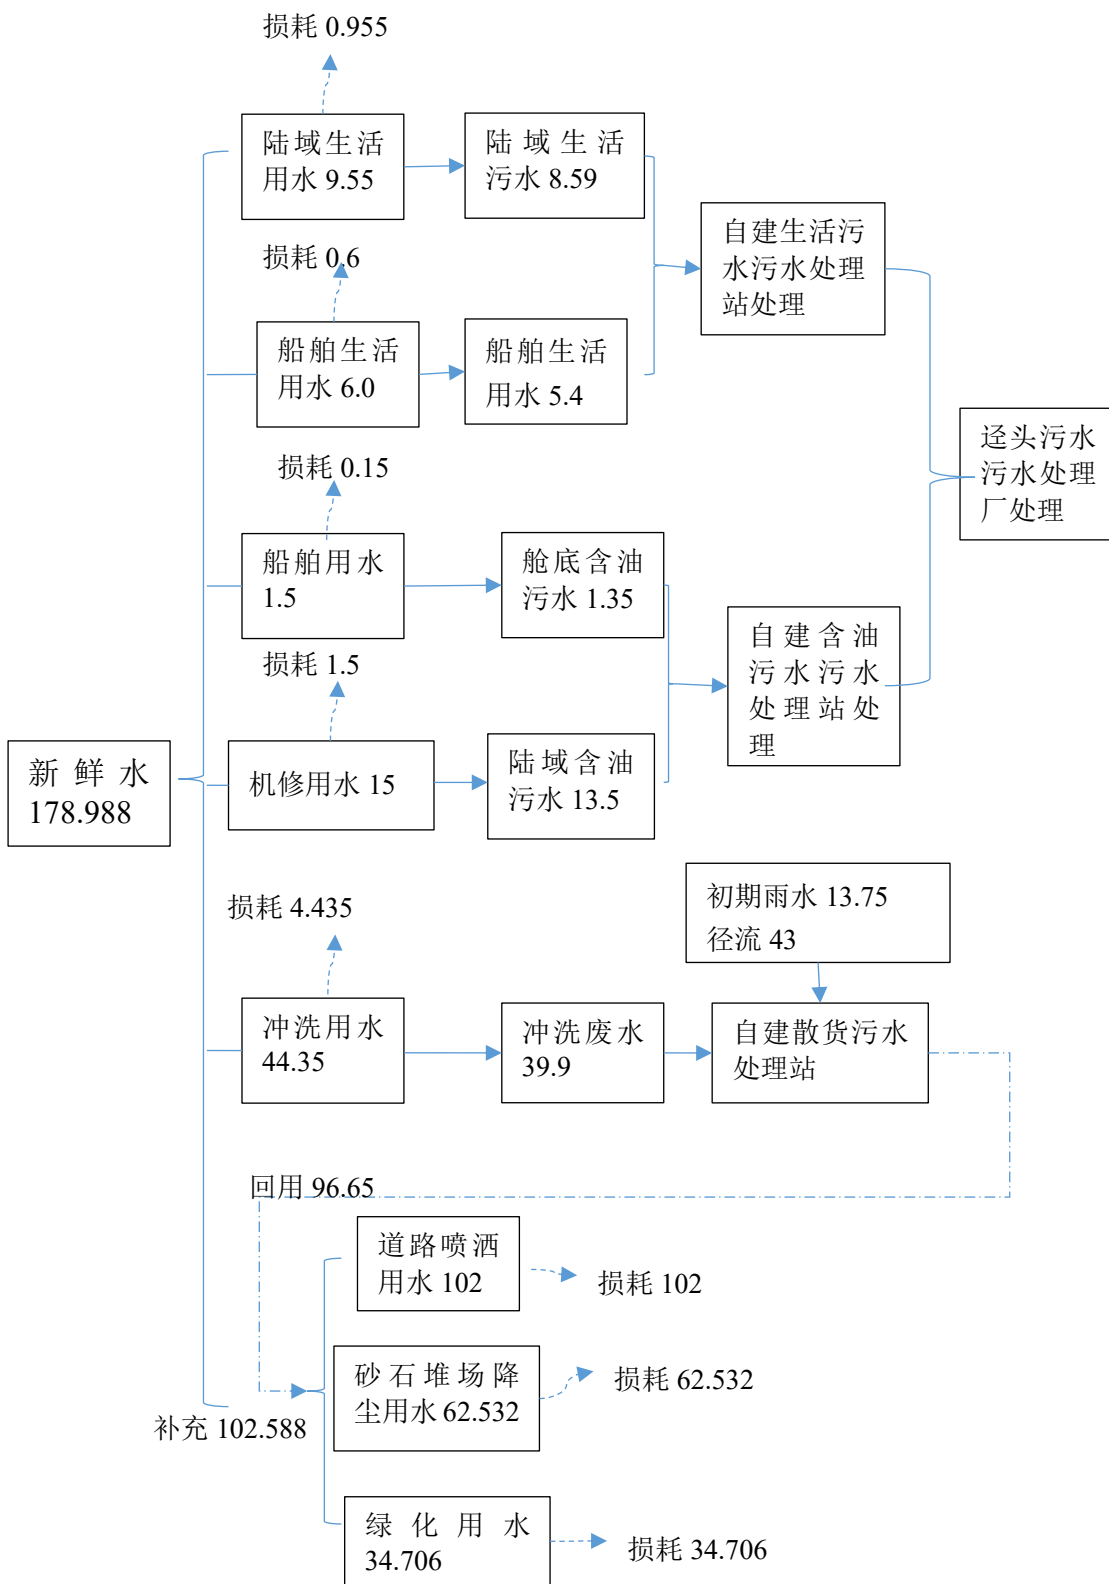 损耗 0.955
陆域生活
用水 9.55
陆域生活
污水 8.59
自建生活污
水污水处理
站处理
损耗 0.6
船舶生活
用水 6.0
船舶生活
用水 5.4
迳头污水
污水处理
厂处理
损耗 0.15
船舶用水
1.5
舱底含油
污水 1.35
自建含油
污水污水
处理站处
理
损耗 1.5
机修用水 15
陆域含油
污水 13.5
新鲜水
178.988
初期雨水 13.75
径流 43
损耗 4.435
冲洗用水
44.35
冲洗废水
39.9
自建散货污水
处理站
回用 96.65
道路喷洒
用水 102
损耗 102
砂石堆场降
尘用水 62.532
损耗 62.532
补充 102.588
绿化用水
34.706
损耗 34.706